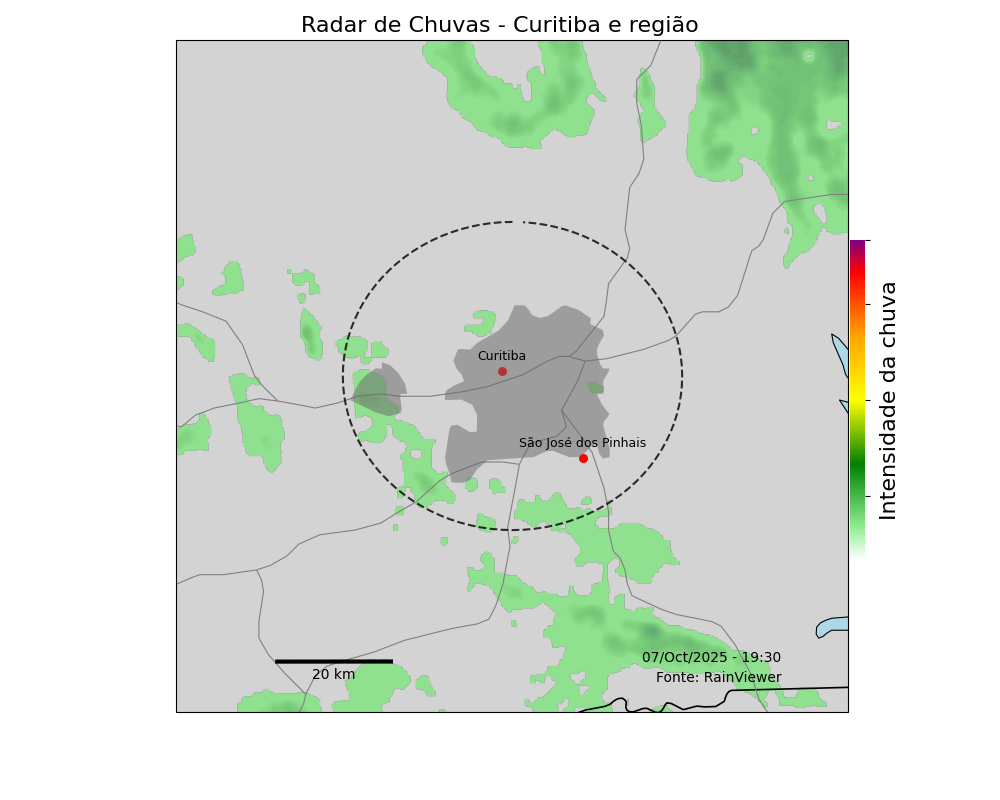 Radar de Chuvas - Curitiba e região
Curitiba
São José dos Pinhais
Intensidade da chuva
07/Oct/2025 - 19:30
Fonte: RainViewer
20 km